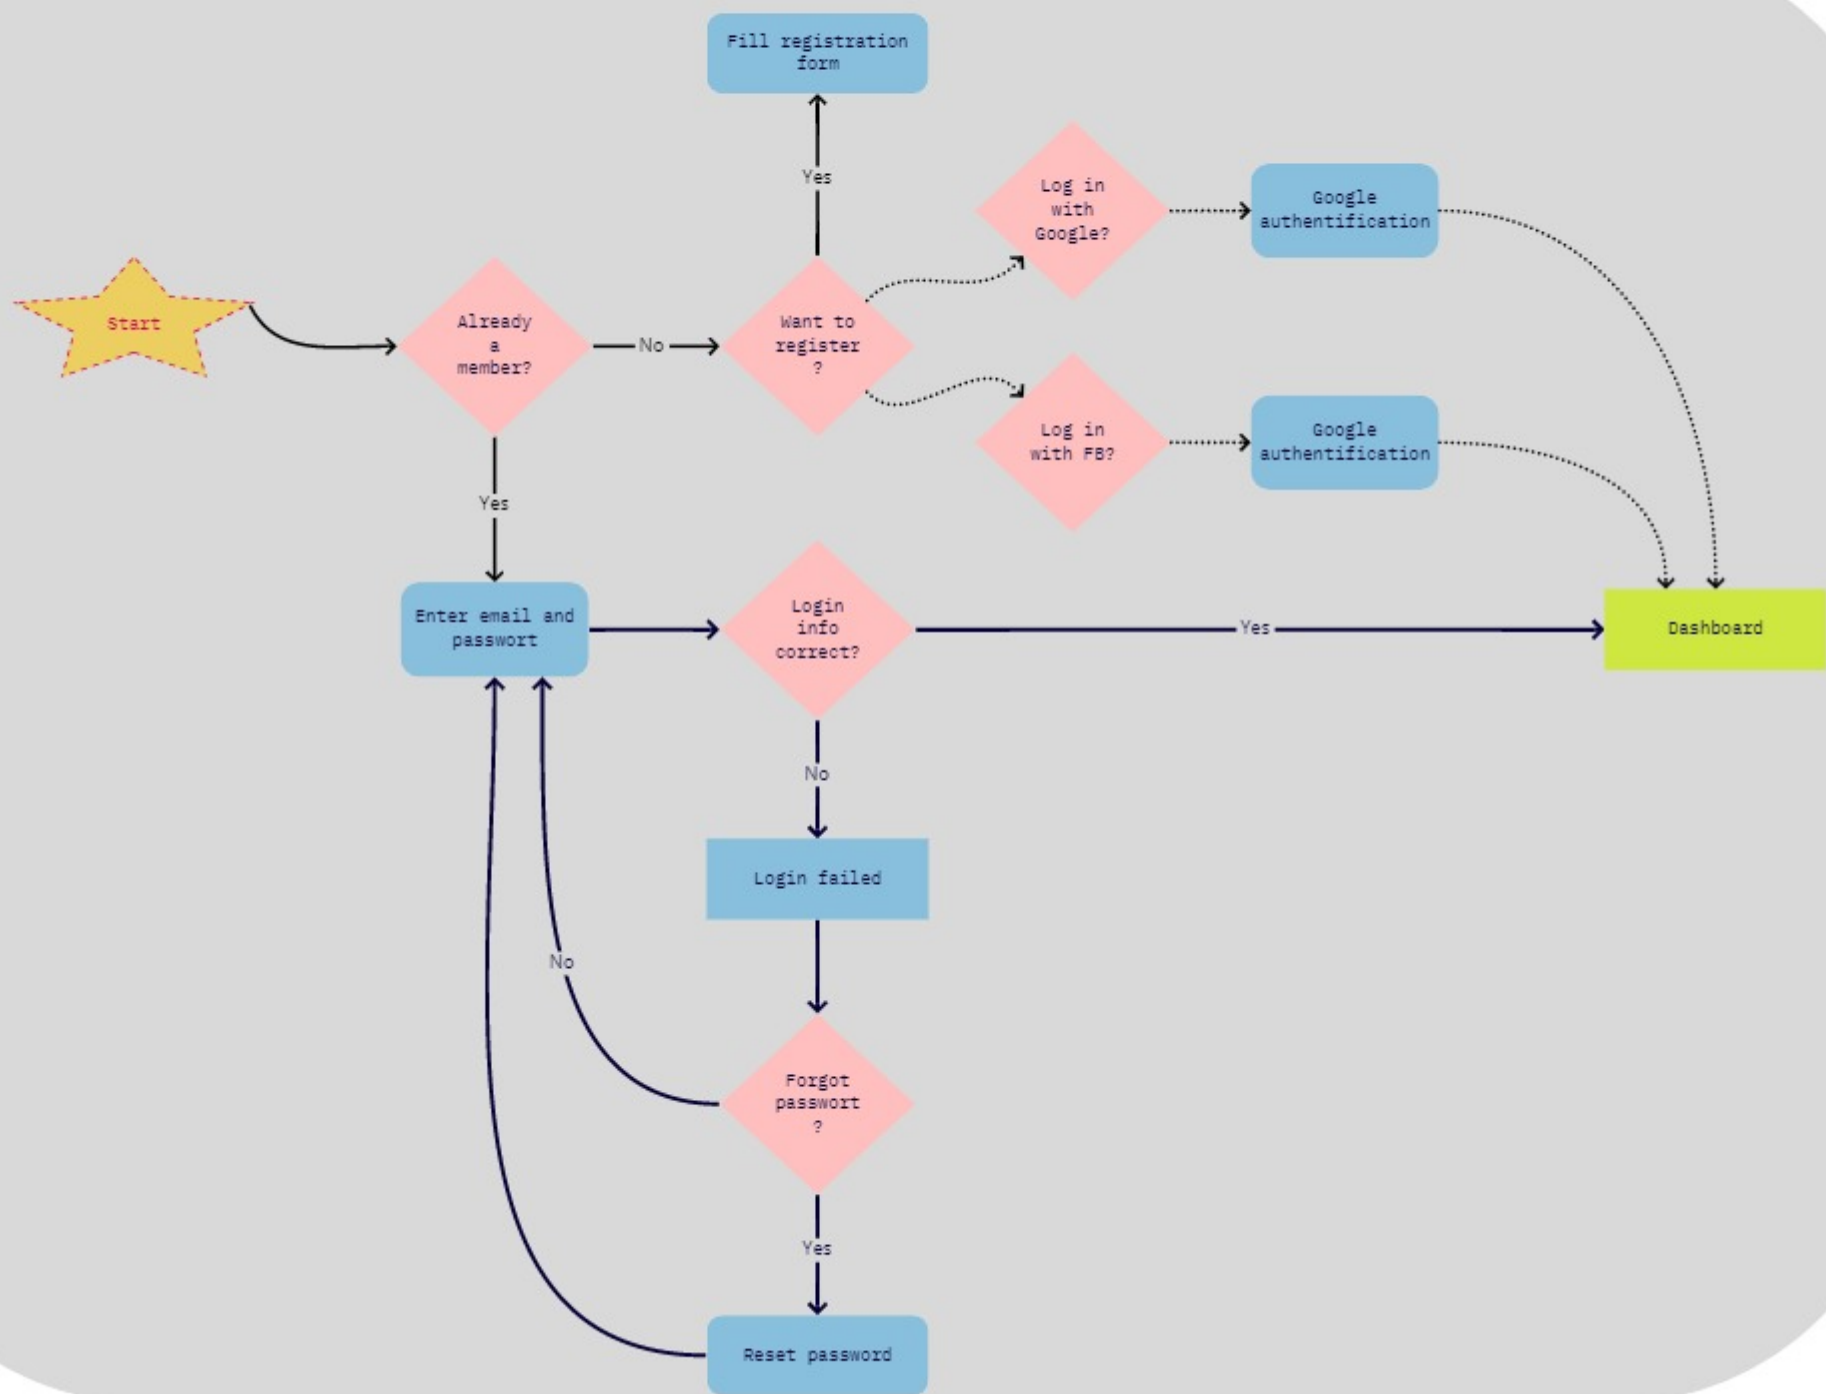 Fill registration
form
Yes
Log in
with
Google?
Google
authentification
Start
Already
a
member?
No
Want to
register
?
Log in
with FB?
Google
authentification
Yes
Enter email and
passwort
Login
info
correct?
Yes
Dashboard
No
Login failed
No
Forgot
passwort
?
Yes
Reset password